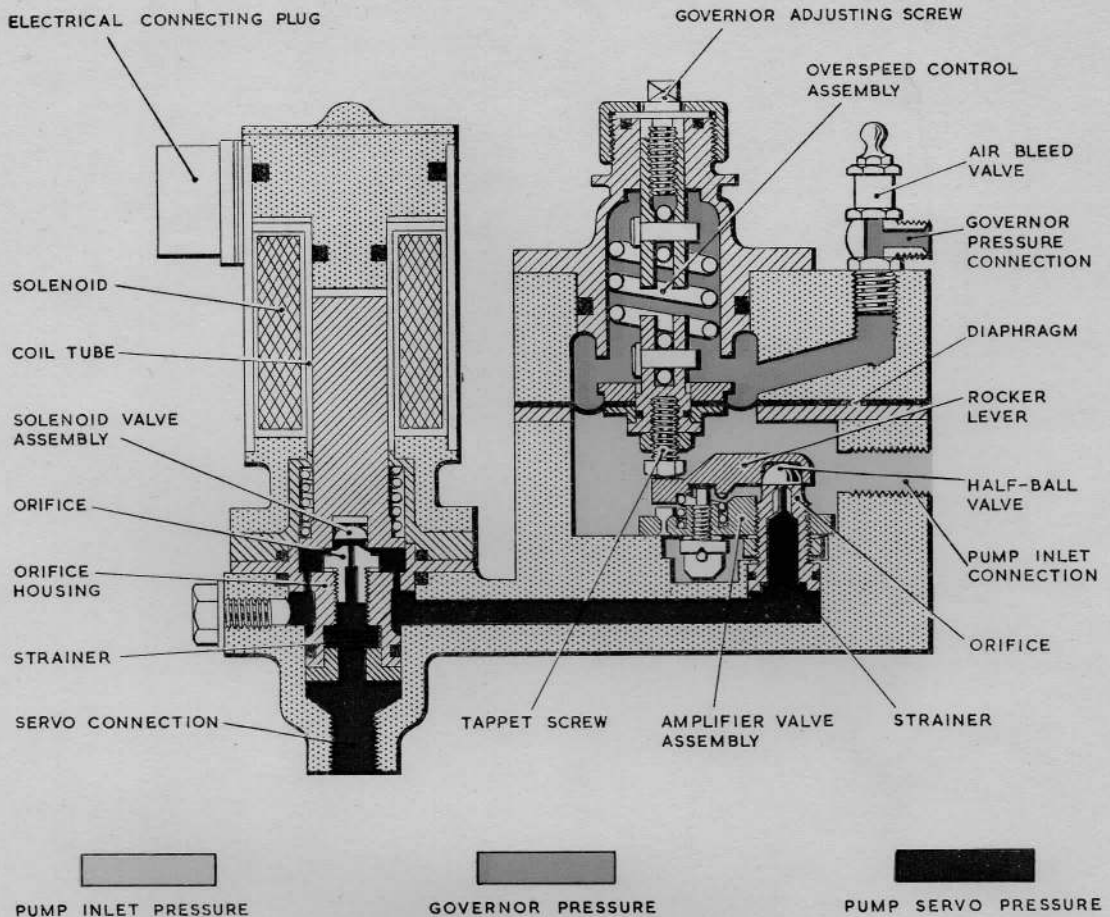 ELECTRICAL CONNECTING PLUG
GOVERNOR ADJUSTING SCREW
OVERSPEED CONTROL
ASSEMBLY
AIR BLEED
VALVE
GOVERNOR
PRESSURE
CONNECTION
SOLENOID
COIL TUBE
DIAPHRAGM
ROCKER
LEVER
SOLENOID VALVE
ASSEMBLY
HALF-BALL
VALVE
ORIFICE
PUMP INLET
CONNECTION
ORIFICE
HOUSING
ORIFICE
STRAINER
SERVO CONNECTION
TAPPET SCREW
AMPLIFIER VALVE
ASSEMBLY
STRAINER
PUMP INLET PRESSURE
GOVERNOR PRESSURE
PUMP SERVO PRESSURE